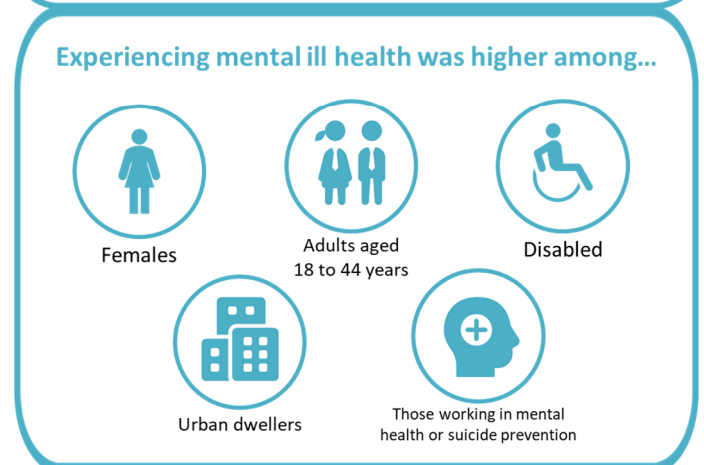 Experiencing mental ill health was higher among...
Females
Adults aged
18 to 44 years
Disabled
Urban dwellers
Those working in mental
health or suicide prevention